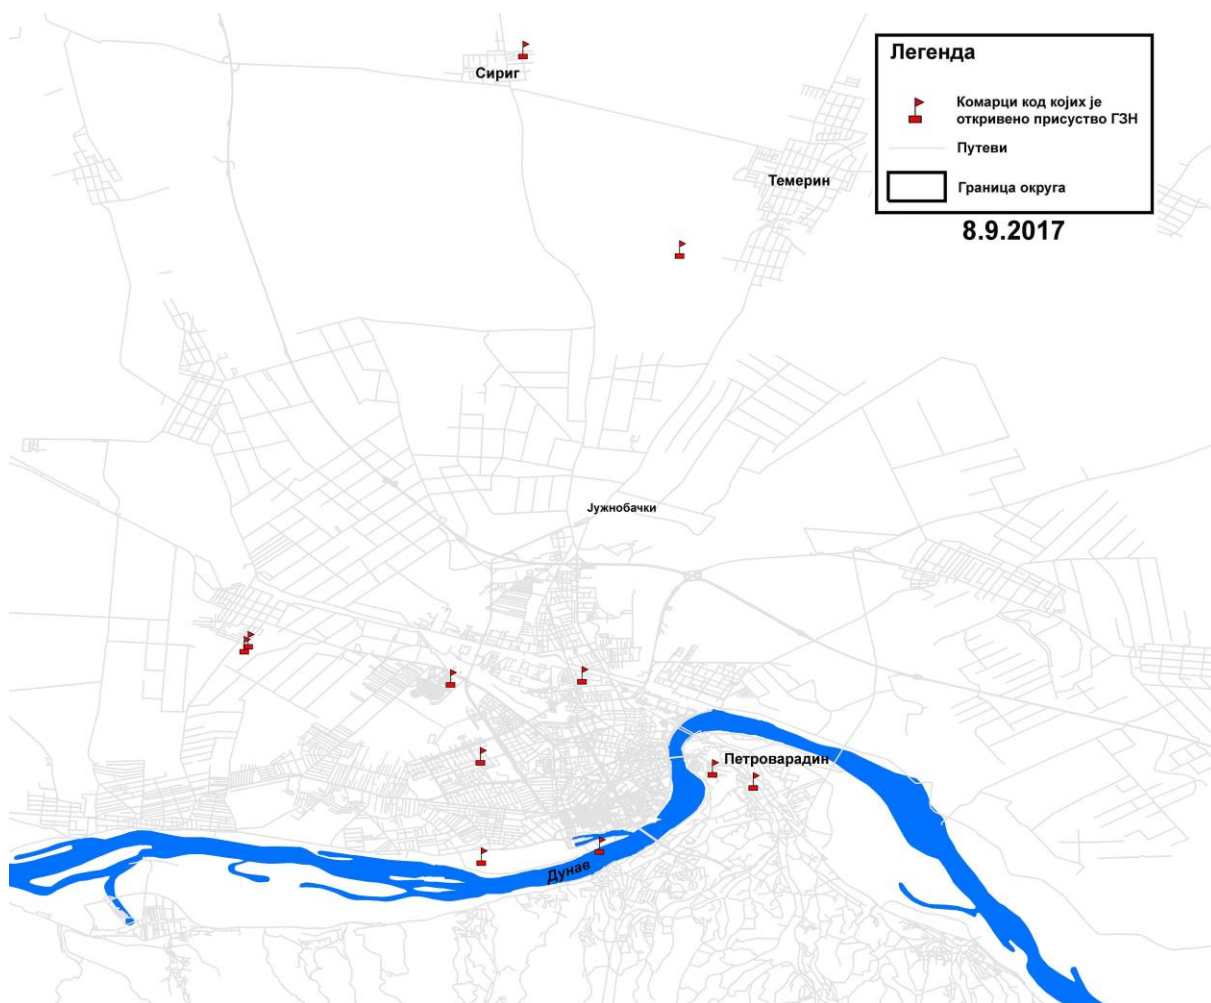 Сириг
Темерин
Легенда
Комарци код којих је
откривено присуство ГЗН
Путеви
Граница округа
8.9.2017
Јужнобачки
Петроварадин
Дунав